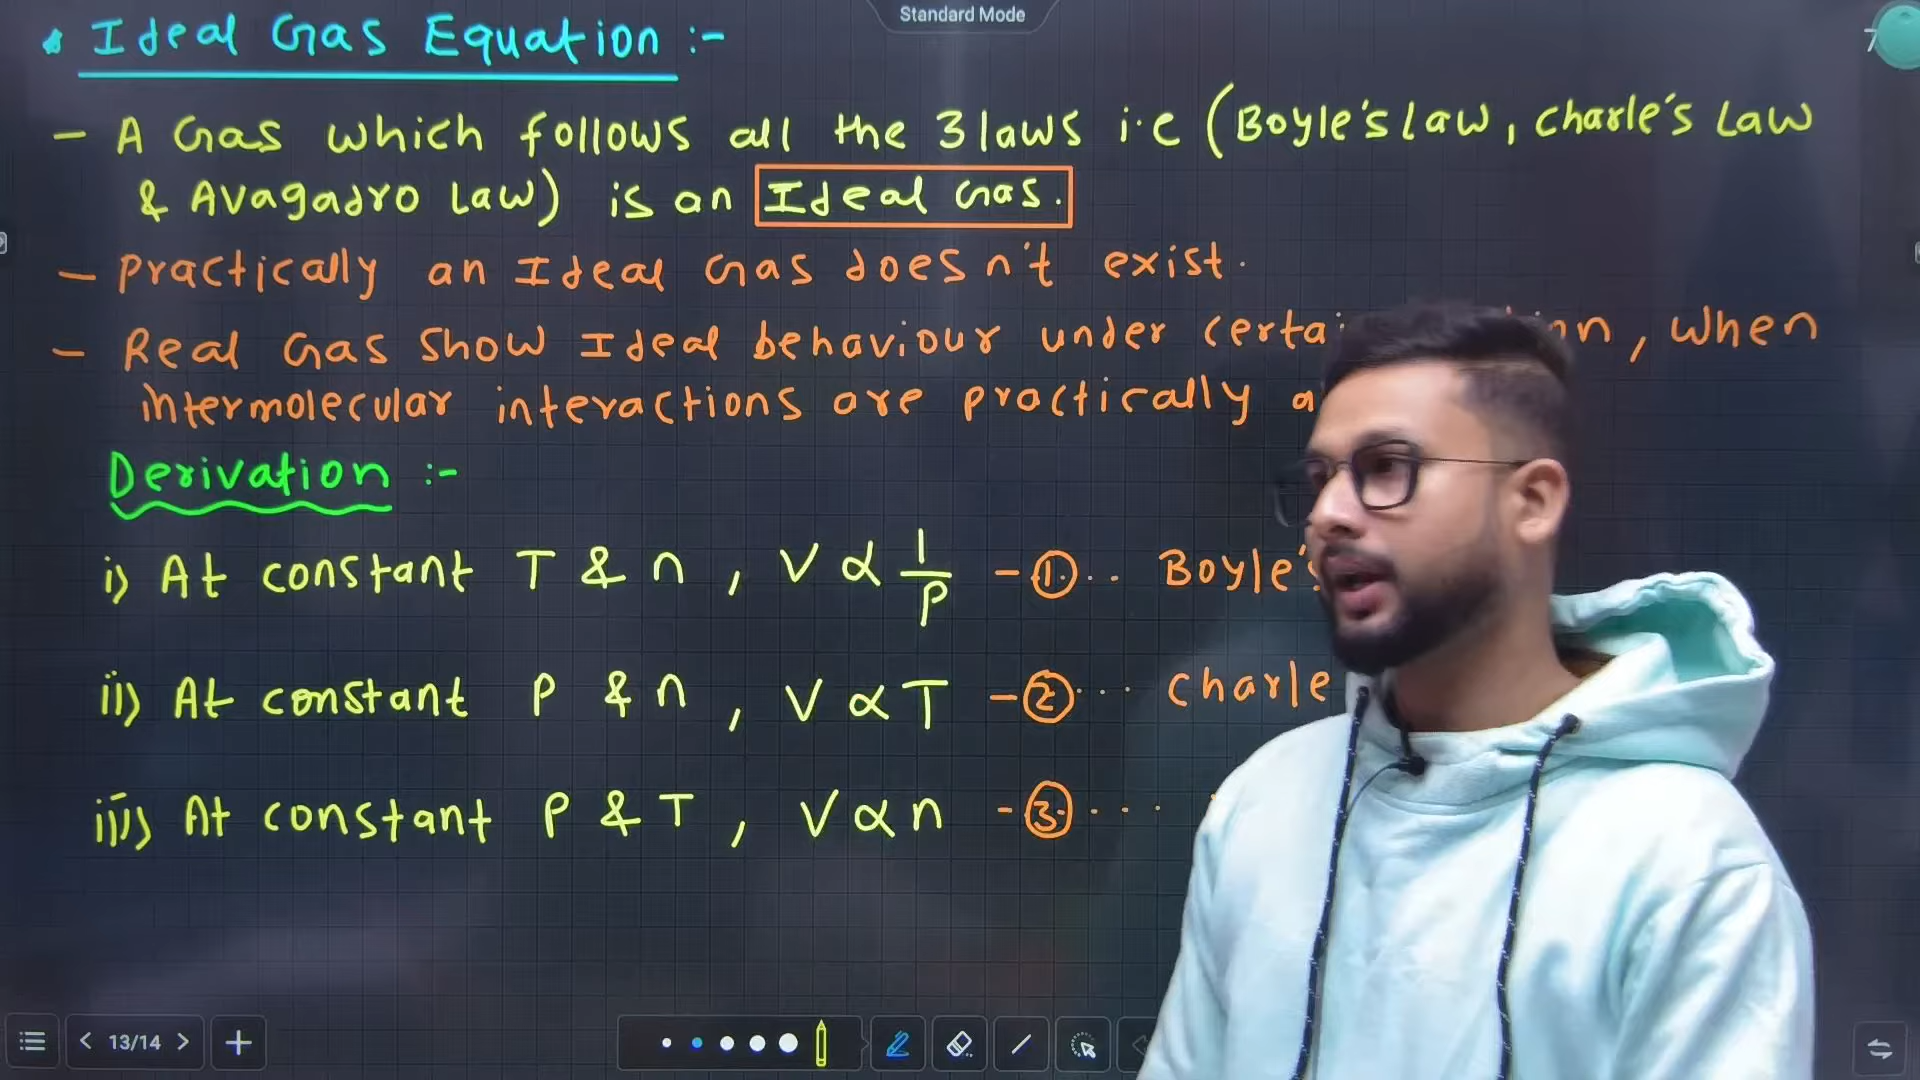 Standard Mode
7
Ideal Gas Equation :-
- A Gas which follows all the 3 laws i.e (Boyle's Law, Charle's Law
& Avagadro Law) is an Ideal Gas.
- Practically an Ideal Gas doesn't exist.
- Real Gas show Ideal behaviour under , when
intermolecular interactions are practically
Derivation :-
i) At constant T & n , V ∝ 1/P - ① .. Boyle's
ii) At constant P & n , V ∝ T - ② ... Charle
iii) At constant P & T , V ∝ n - ③ ...
13/14